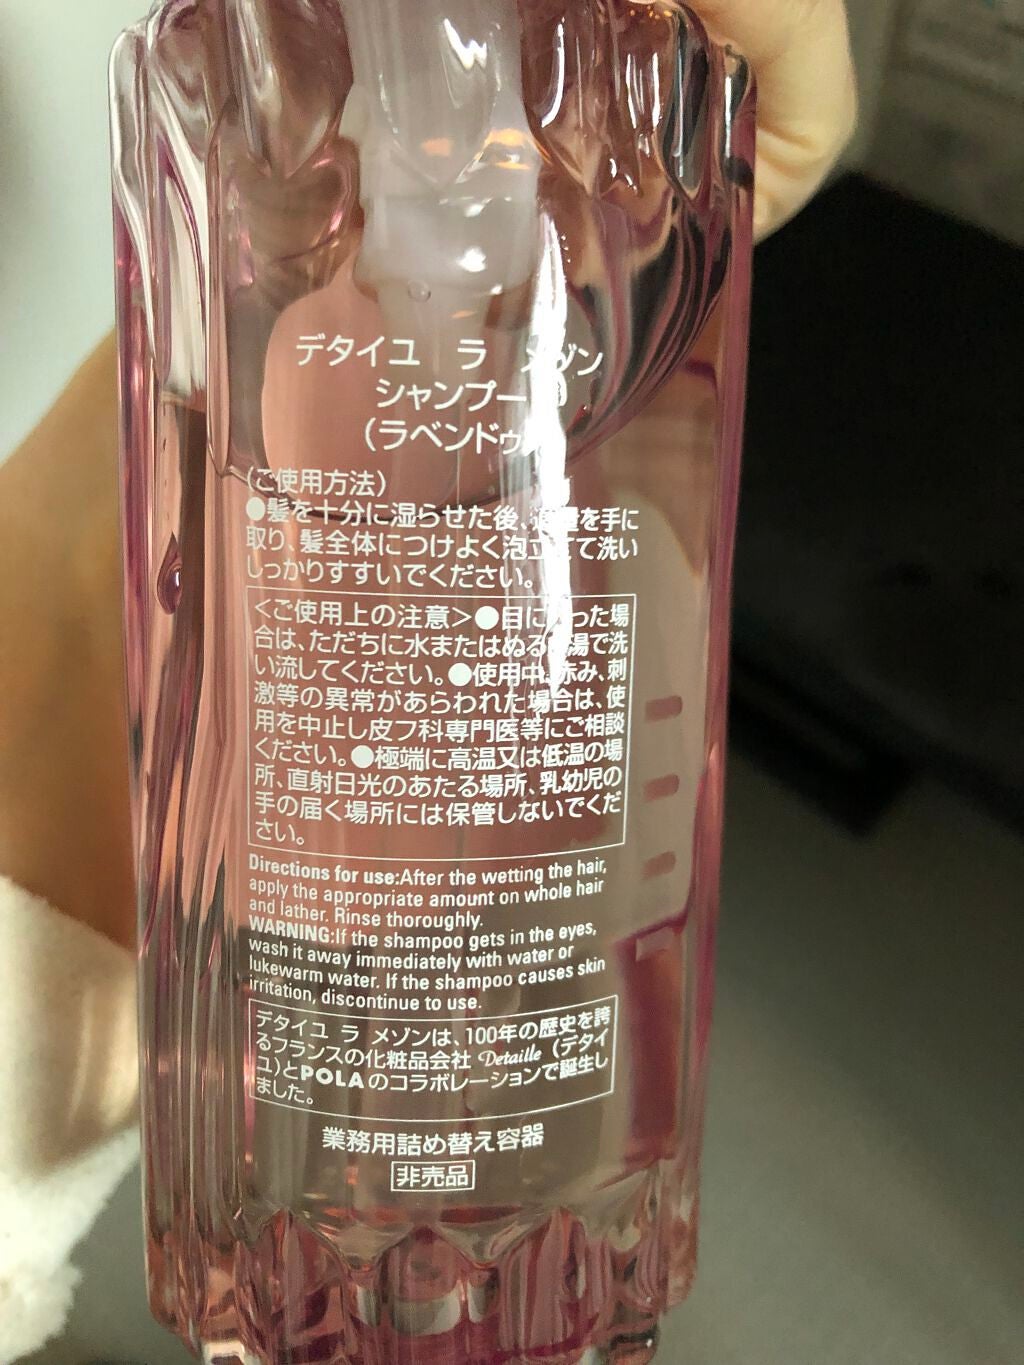 デタイユ ラ メゾン
シャンプー
（ラベンドゥ
（ご使用方法）
●髪を十分に湿らせた後、適量を手に
取り、髪全体につけよく泡立てて洗い
しっかりすすいでください。
＜ご使用上の注意＞●目に入った場
合は、ただちに水またはぬるま湯で洗
い流してください。●使用中、赤み、刺
激等の異常があらわれた場合は、使
用を中止し皮フ科専門医等にご相談
ください。●極端に高温又は低温の場
所、直射日光のあたる場所、乳幼児の
手の届く場所には保管しないでくだ
さい。
Directions for use:After the wetting the hair,
apply the appropriate amount on whole hair
and lather. Rinse thoroughly.
WARNING:If the shampoo gets in the eyes,
wash it away immediately with water or
lukewarm water. If the shampoo causes skin
irritation, discontinue to use.
デタイユ ラ メゾンは、100年の歴史を誇
るフランスの化粧品会社 Detaille（デタイ
ユ）とPOLAのコラボレーションで誕生し
ました。
業務用詰め替え容器
非売品